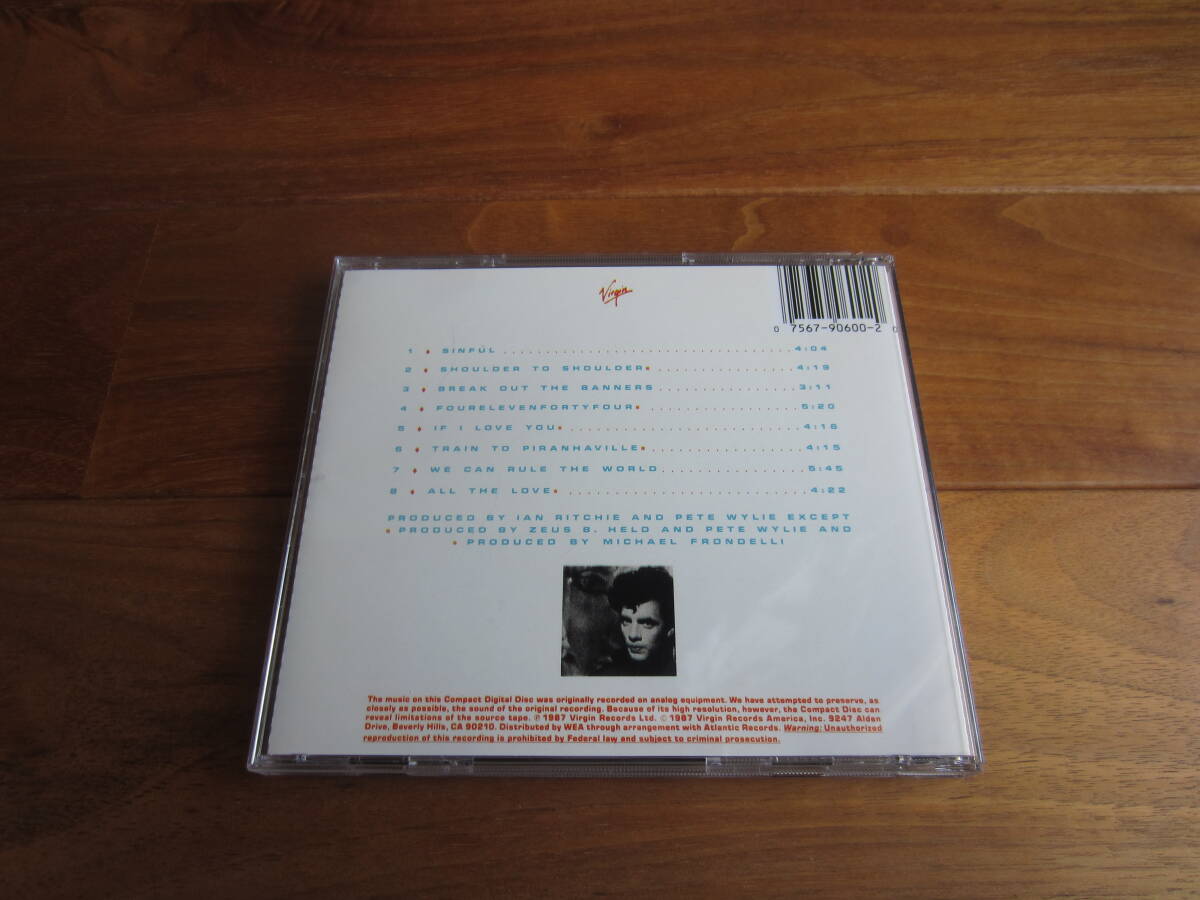 Virgin
0 7567-90600-2 0
1 ♦ SINFUL ........................................ 4:04
2 ♦ SHOULDER TO SHOULDER• .................. 4:19
3 ♦ BREAK OUT THE BANNERS .................. 3:11
4 ♦ FOURELEVENFORTYFOUR• .................. 5:20
5 ♦ IF I LOVE YOU• ............................ 4:16
6 ♦ TRAIN TO PIRANHAVILLE• .................. 4:15
7 ♦ WE CAN RULE THE WORLD .................. 5:45
8 ♦ ALL THE LOVE• ............................ 4:22
PRODUCED BY IAN RITCHIE AND PETE WYLIE EXCEPT
• PRODUCED BY ZEUS B. HELD AND PETE WYLIE AND
• PRODUCED BY MICHAEL FRONDELLI
The music on this Compact Digital Disc was originally recorded on analog equipment. We have attempted to preserve, as
closely as possible, the sound of the original recording. Because of its high resolution, however, the Compact Disc can
reveal limitations of the source tape. ℗ 1987 Virgin Records Ltd. © 1987 Virgin Records America, Inc. 9247 Alden
Drive, Beverly Hills, CA 90210. Distributed by WEA through arrangement with Atlantic Records. Warning: Unauthorized
reproduction of this recording is prohibited by Federal law and subject to criminal prosecution.